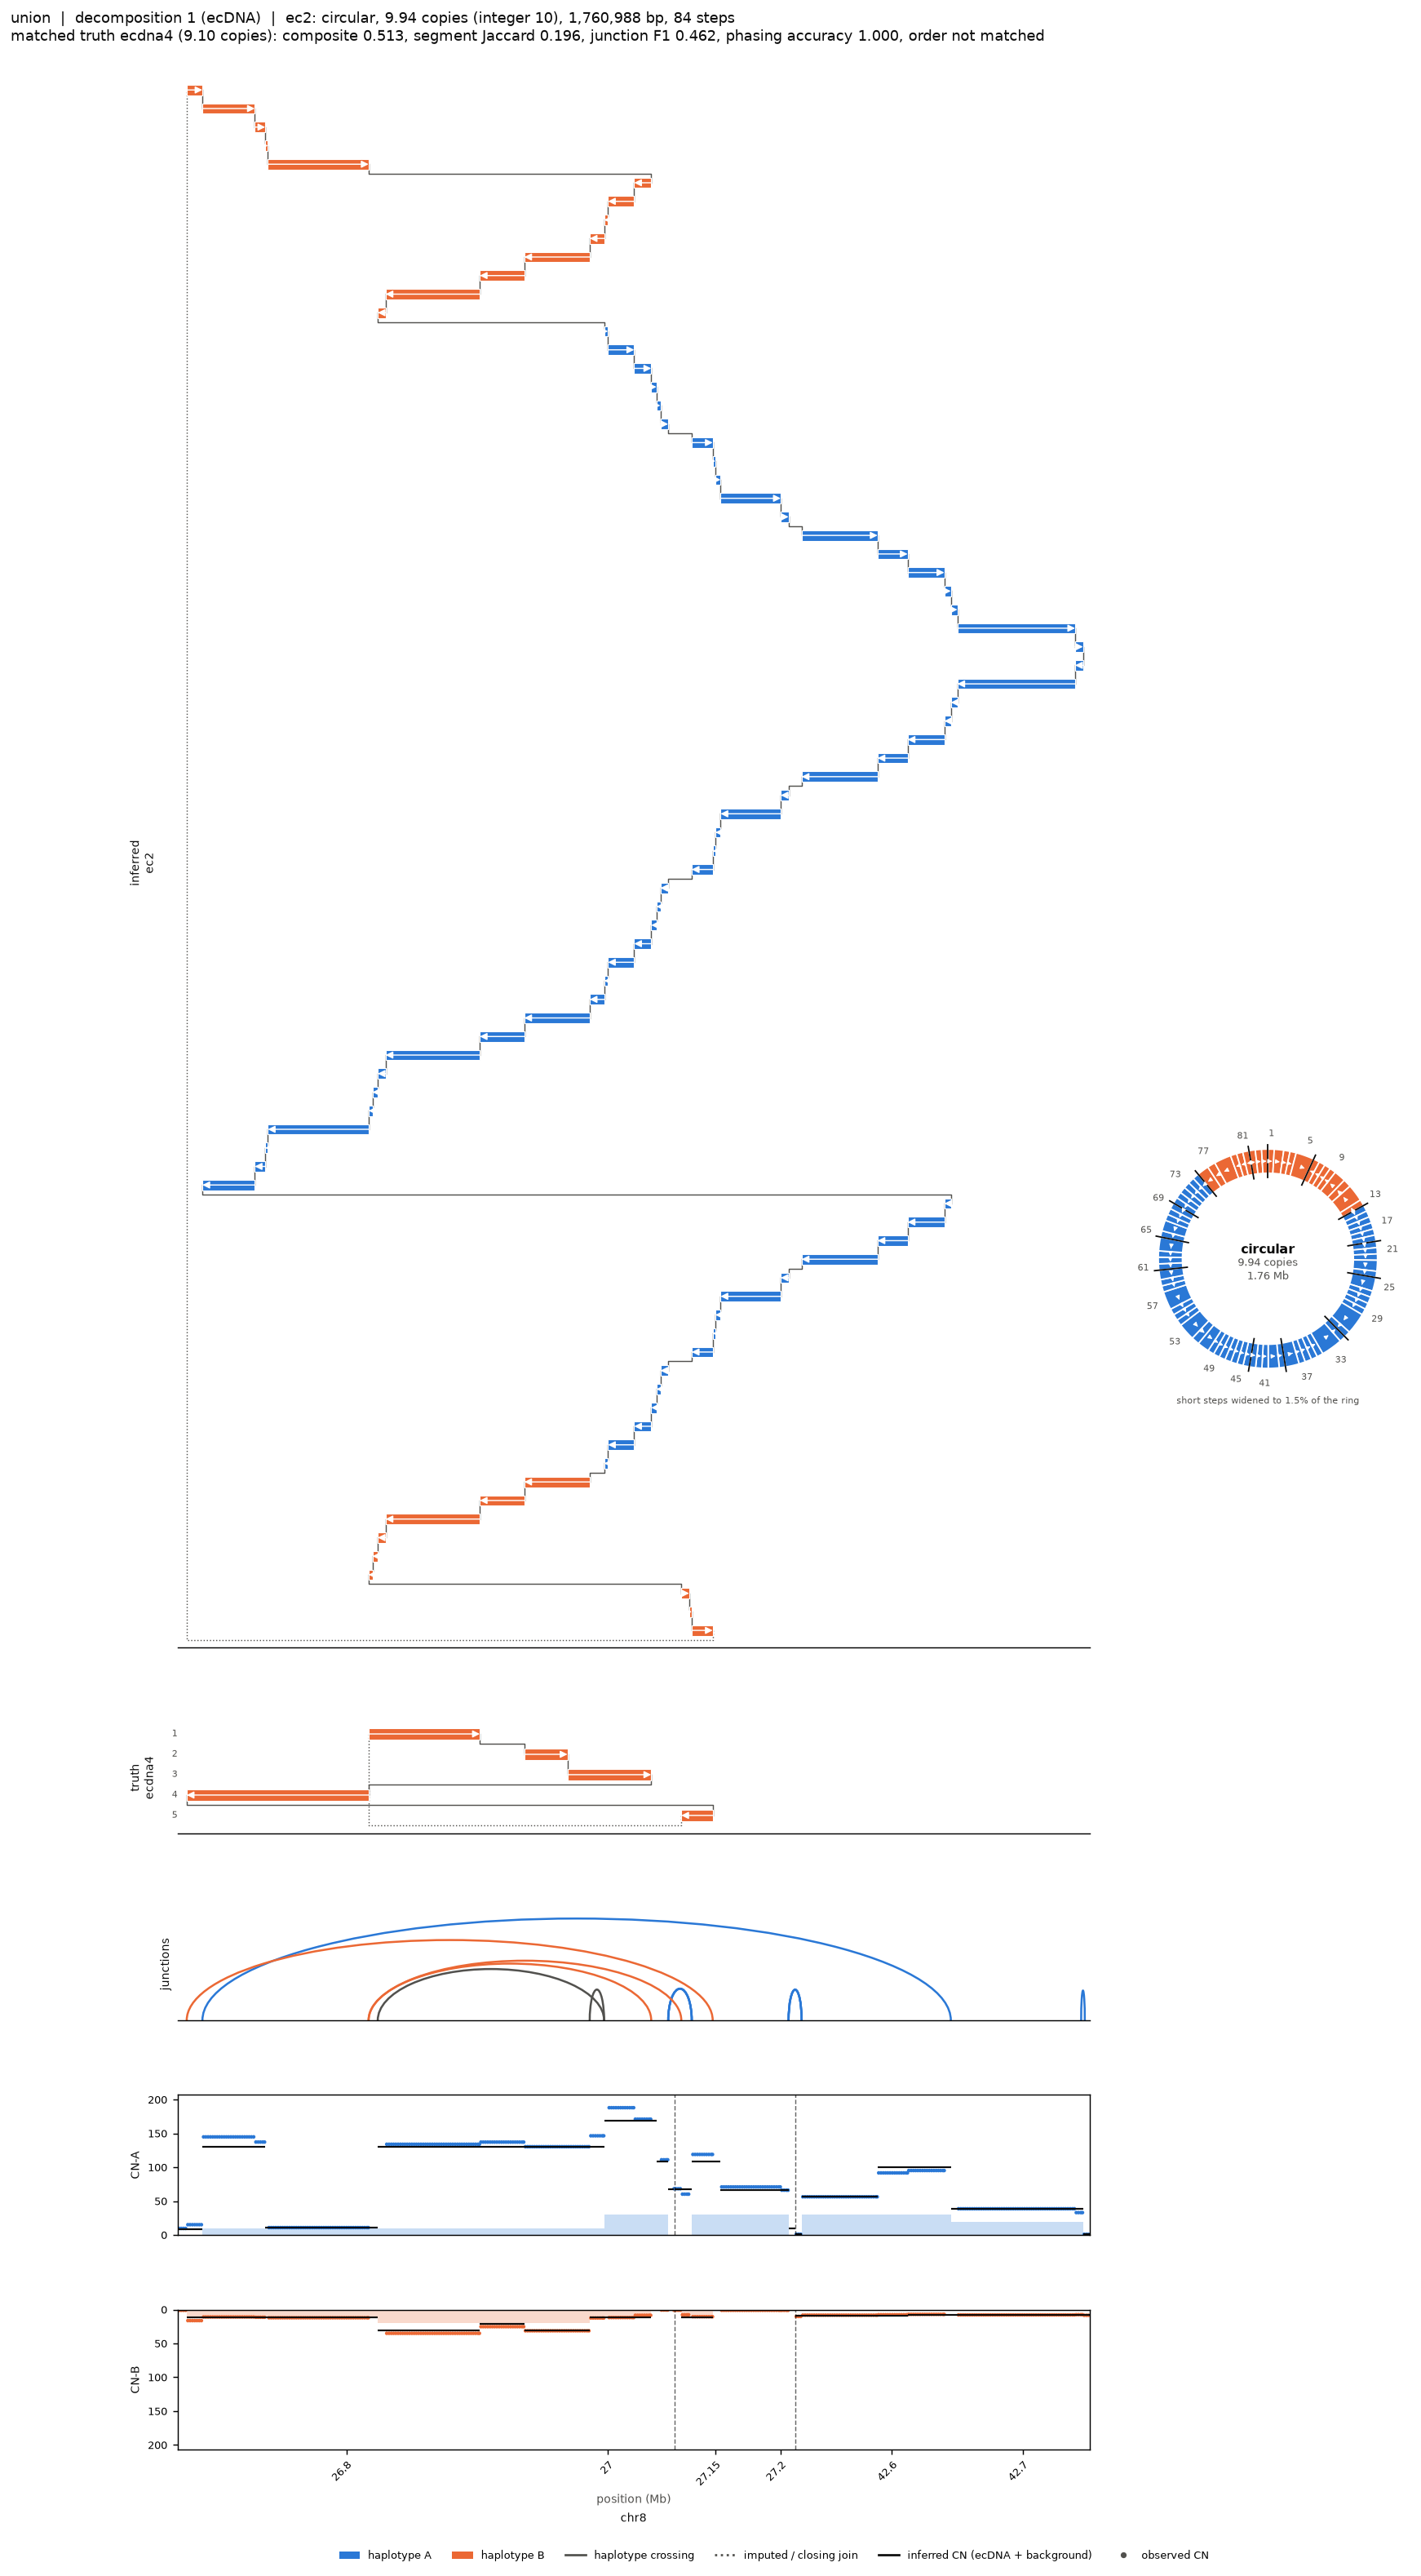 union | decomposition 1 (ecDNA) | ec2: circular, 9.94 copies (integer 10), 1,760,988 bp, 84 steps
matched truth ecdna4 (9.10 copies): composite 0.513, segment Jaccard 0.196, junction F1 0.462, phasing accuracy 1.000, order not matched
inferred
ec2
1
5
9
13
17
21
25
29
33
37
41
45
49
53
57
61
65
69
73
77
81
circular
9.94 copies
1.76 Mb
short steps widened to 1.5% of the ring
truth
ecdna4
1
2
3
4
5
junctions
CN-A
200
150
100
50
0
CN-B
0
50
100
150
200
26.8
27
27.15
27.2
42.6
42.7
position (Mb)
chr8
haplotype A
haplotype B
haplotype crossing
imputed / closing join
inferred CN (ecDNA + background)
observed CN